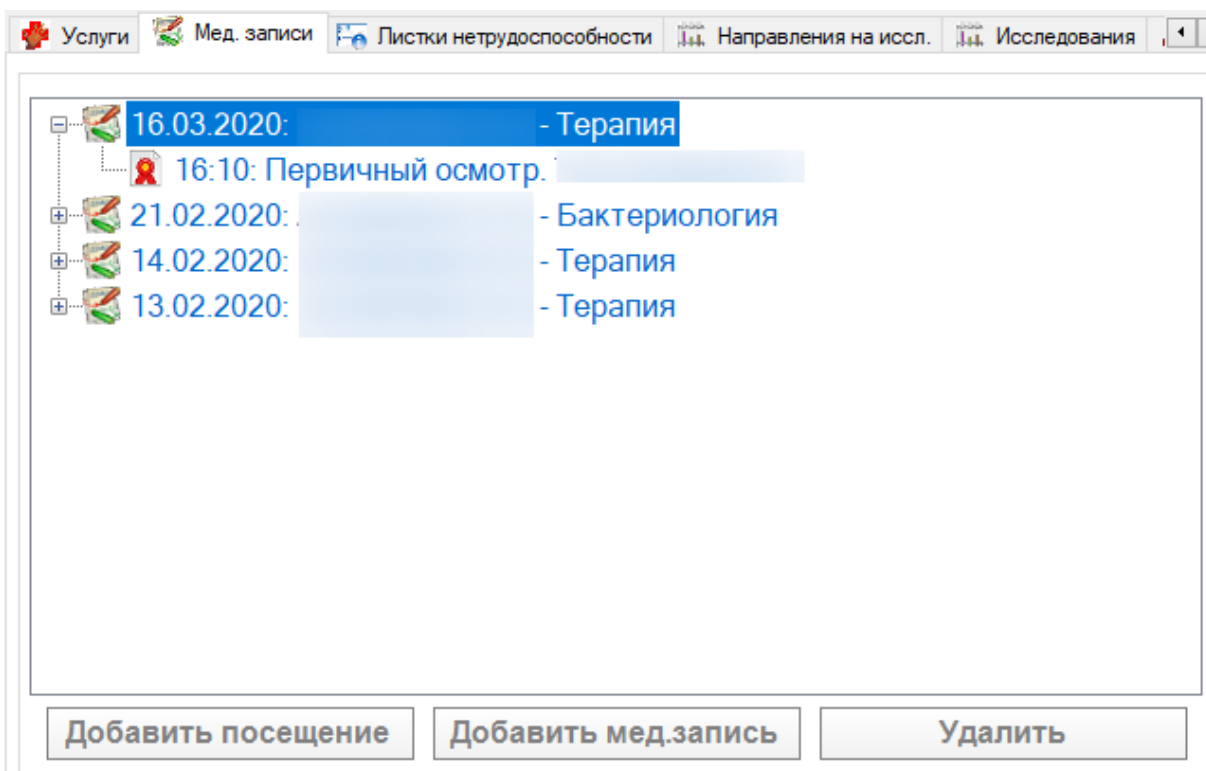 Услуги Мед. записи Листки нетрудоспособности Направления на иссл. Исследования
16.03.2020: - Терапия
16:10: Первичный осмотр.
21.02.2020: - Бактериология
14.02.2020: - Терапия
13.02.2020: - Терапия
Добавить посещение Добавить мед.запись Удалить